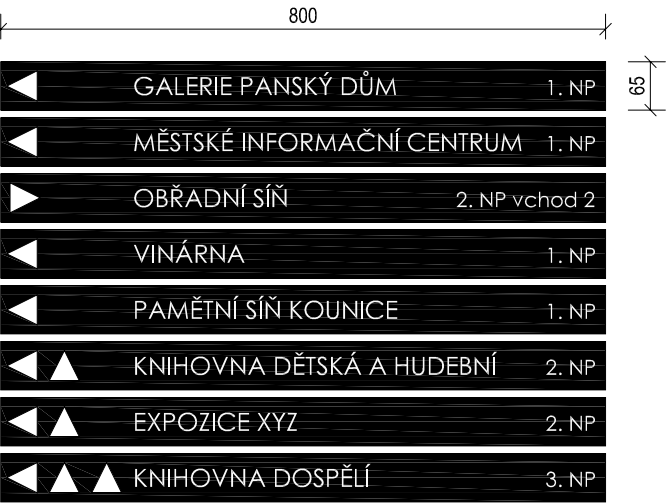 800
65
GALERIE PANSKÝ DŮM 1. NP
MĚSTSKÉ INFORMAČNÍ CENTRUM 1. NP
OBŘADNÍ SÍŇ 2. NP vchod 2
VINÁRNA 1. NP
PAMĚTNÍ SÍŇ KOUNICE 1. NP
KNIHOVNA DĚTSKÁ A HUDEBNÍ 2. NP
EXPOZICE XYZ 2. NP
KNIHOVNA DOSPĚLÍ 3. NP